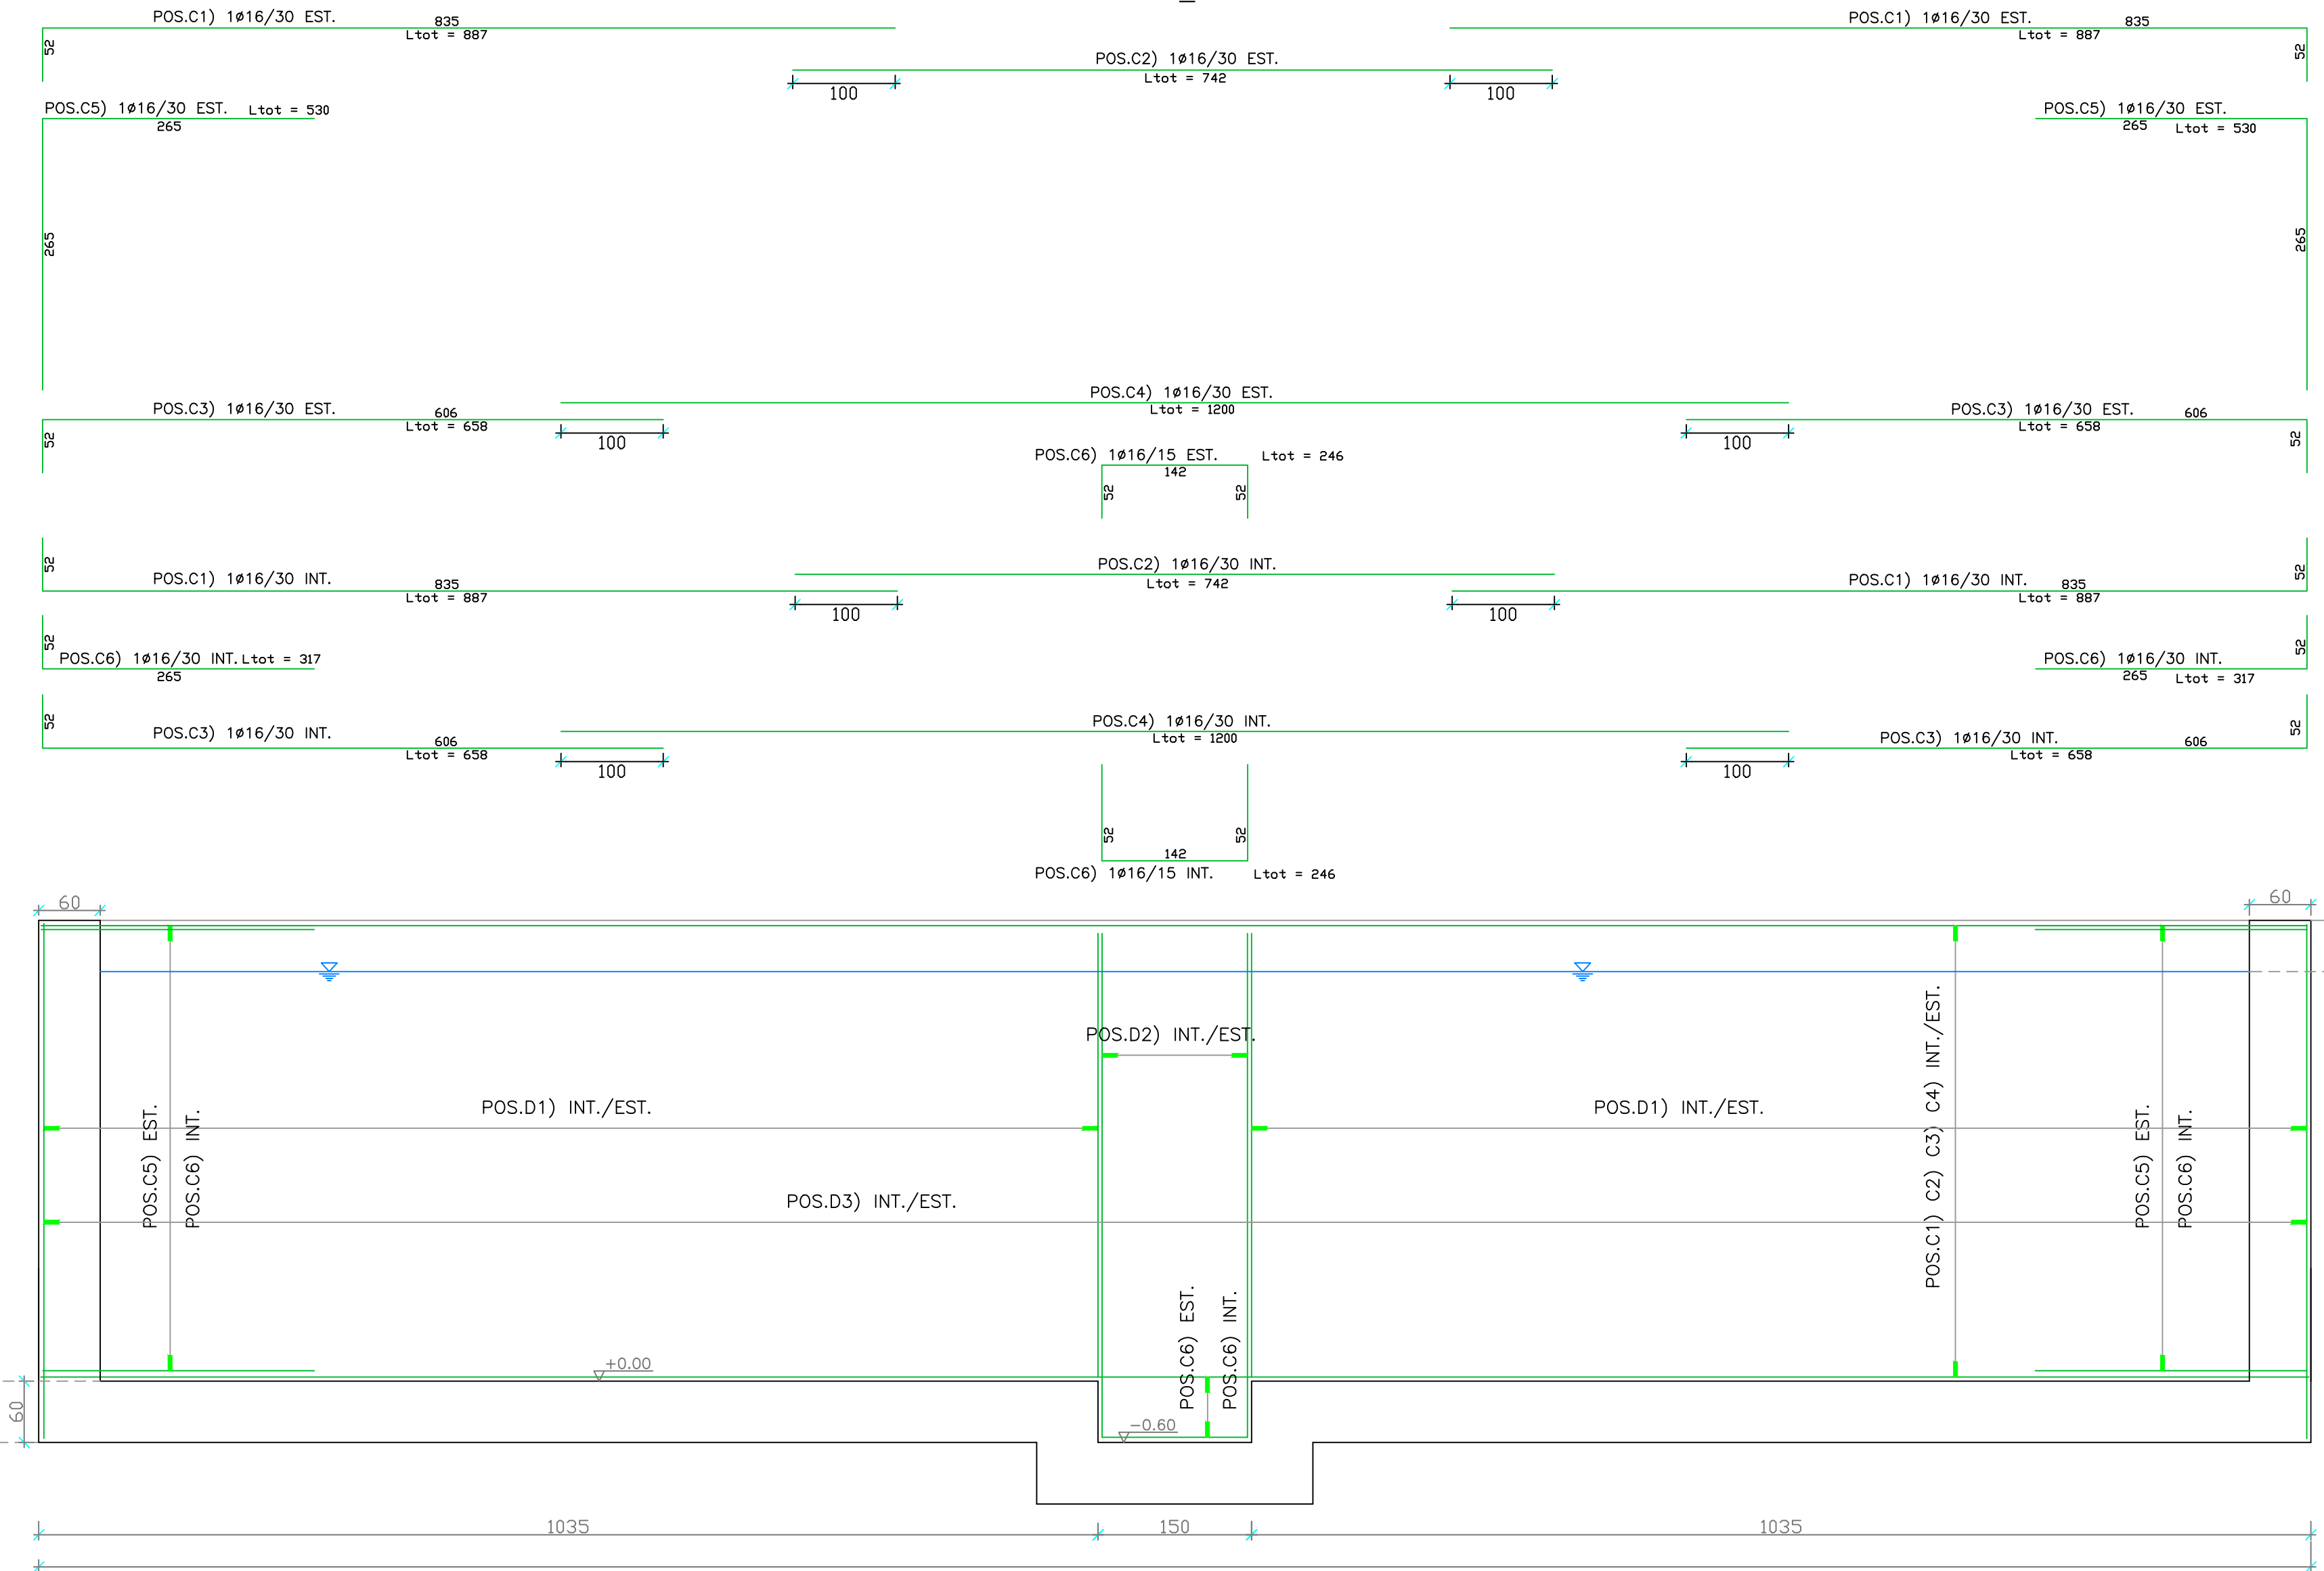 POS.C1) 1ø16/30 EST.
835
Ltot = 887
52
POS.C1) 1ø16/30 EST.
835
Ltot = 887
52
POS.C2) 1ø16/30 EST.
Ltot = 742
100
100
POS.C5) 1ø16/30 EST. Ltot = 530
265
265
POS.C5) 1ø16/30 EST.
265
Ltot = 530
265
POS.C4) 1ø16/30 EST.
Ltot = 1200
POS.C3) 1ø16/30 EST.
606
Ltot = 658
52
100
POS.C3) 1ø16/30 EST.
606
Ltot = 658
52
100
POS.C6) 1ø16/15 EST. Ltot = 246
142
52
52
52
POS.C1) 1ø16/30 INT.
835
Ltot = 887
POS.C2) 1ø16/30 INT.
Ltot = 742
100
100
52
POS.C1) 1ø16/30 INT.
835
Ltot = 887
52
POS.C6) 1ø16/30 INT. Ltot = 317
265
52
POS.C6) 1ø16/30 INT.
265
Ltot = 317
52
POS.C3) 1ø16/30 INT.
606
Ltot = 658
100
POS.C4) 1ø16/30 INT.
Ltot = 1200
52
POS.C3) 1ø16/30 INT.
606
Ltot = 658
100
52
52
142
POS.C6) 1ø16/15 INT. Ltot = 246
60
60
POS.D2) INT./EST.
POS.D1) INT./EST.
POS.D1) INT./EST.
POS.D3) INT./EST.
POS.C5) EST.
POS.C6) INT.
POS.C6) EST.
POS.C6) INT.
POS.C1) C2) C3) C4) INT./EST.
POS.C5) EST.
POS.C6) INT.
+0.00
-0.60
60
1035
150
1035